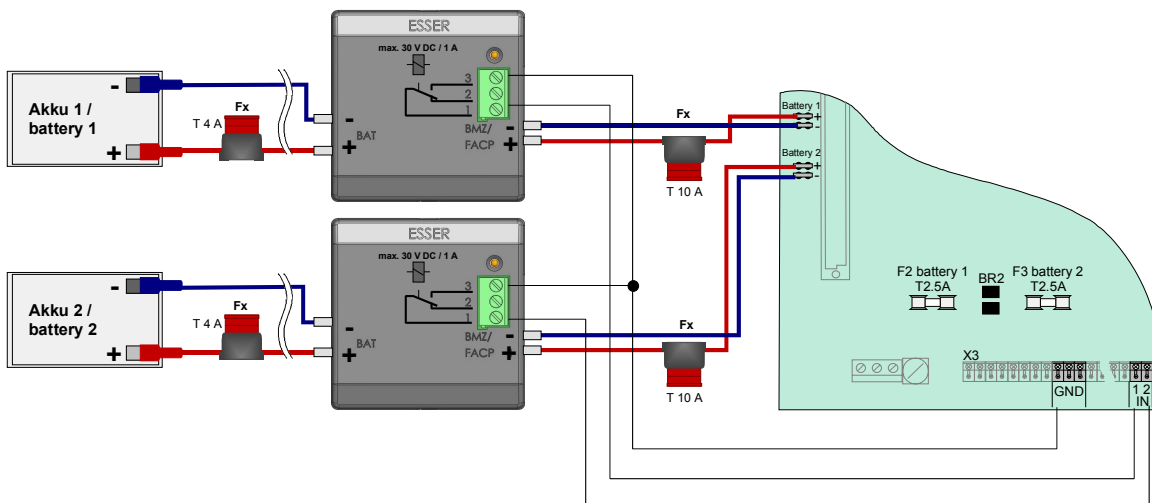 ESSER
max. 30 V DC / 1 A
3
2
1
BMZ/
FACP
-
+
-
+
BAT
Akku 1 /
battery 1
-
+
Fx
T 4 A
Fx
T 10 A
Battery 1
+
-
Battery 2
+
-
ESSER
max. 30 V DC / 1 A
3
2
1
BMZ/
FACP
-
+
-
+
BAT
Akku 2 /
battery 2
-
+
Fx
T 4 A
Fx
T 10 A
F2 battery 1
T2.5A
BR2
F3 battery 2
T2.5A
X3
GND
1 2
IN